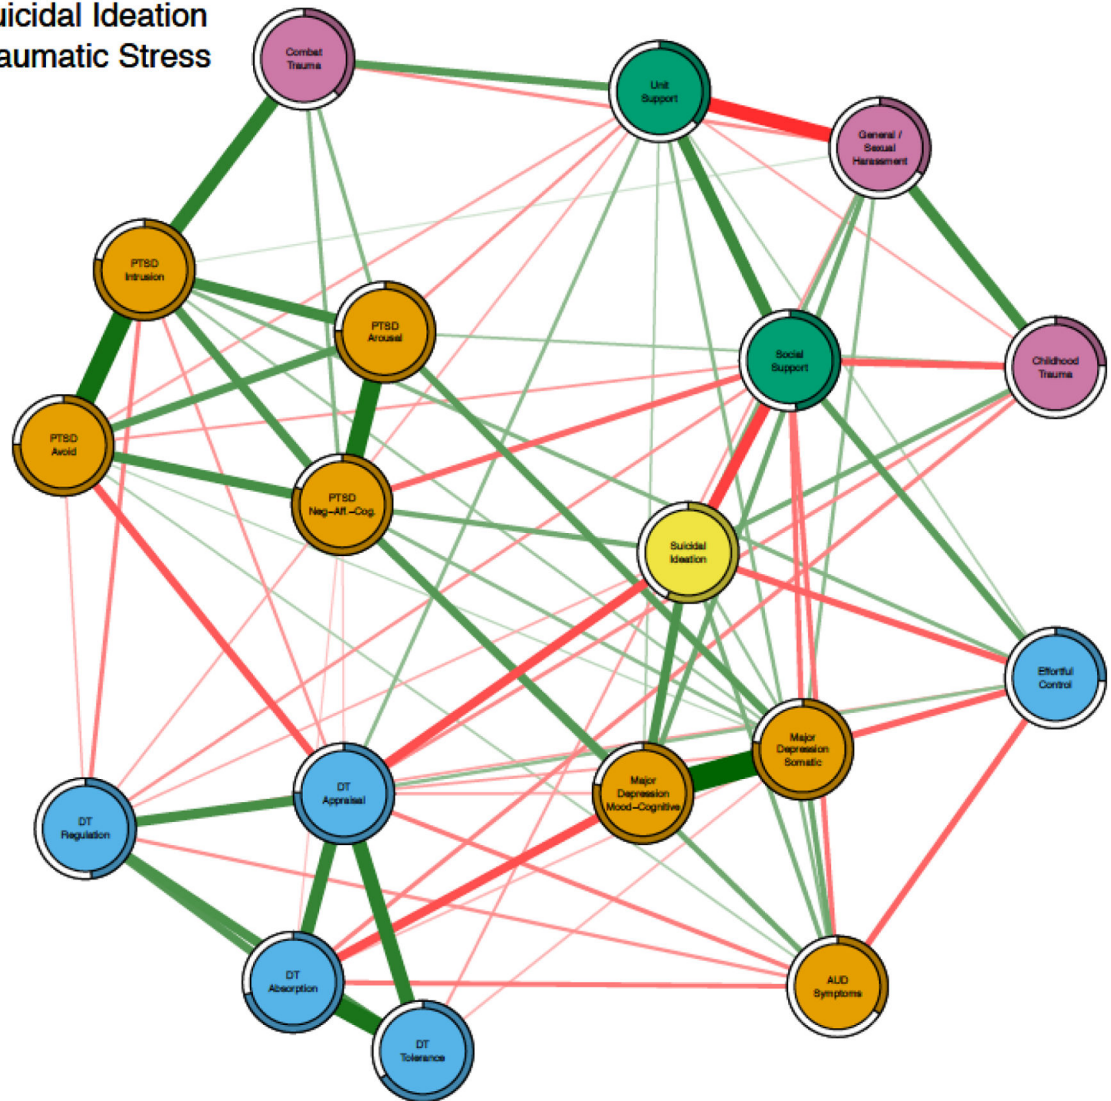 uicidal Ideation
aumatic Stress
Combat
Trauma
Unit
Support
General /
Sexual
Harassment
PTSD
Intrusion
PTSD
Arousal
Social
Support
Childhood
Trauma
PTSD
Avoid
PTSD
Neg-Aff.-Cog.
Suicidal
Ideation
Effortful
Control
Major
Depression
Somatic
DT
Appraisal
Major
Depression
Mood-Cognitive
DT
Regulation
DT
Absorption
AUD
Symptoms
DT
Tolerance